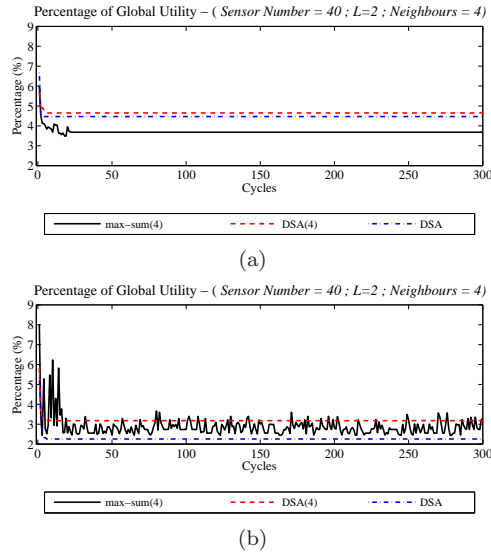 Percentage of Global Utility – ( Sensor Number = 40 ; L=2 ; Neighbours = 4)
9
8
7
6
5
4
3
2
Percentage (%)
0 50 100 150 200 250 300
Cycles
max−sum(4) DSA(4) DSA
(a)
Percentage of Global Utility – ( Sensor Number = 40 ; L=2 ; Neighbours = 4)
9
8
7
6
5
4
3
2
Percentage (%)
0 50 100 150 200 250 300
Cycles
max−sum(4) DSA(4) DSA
(b)